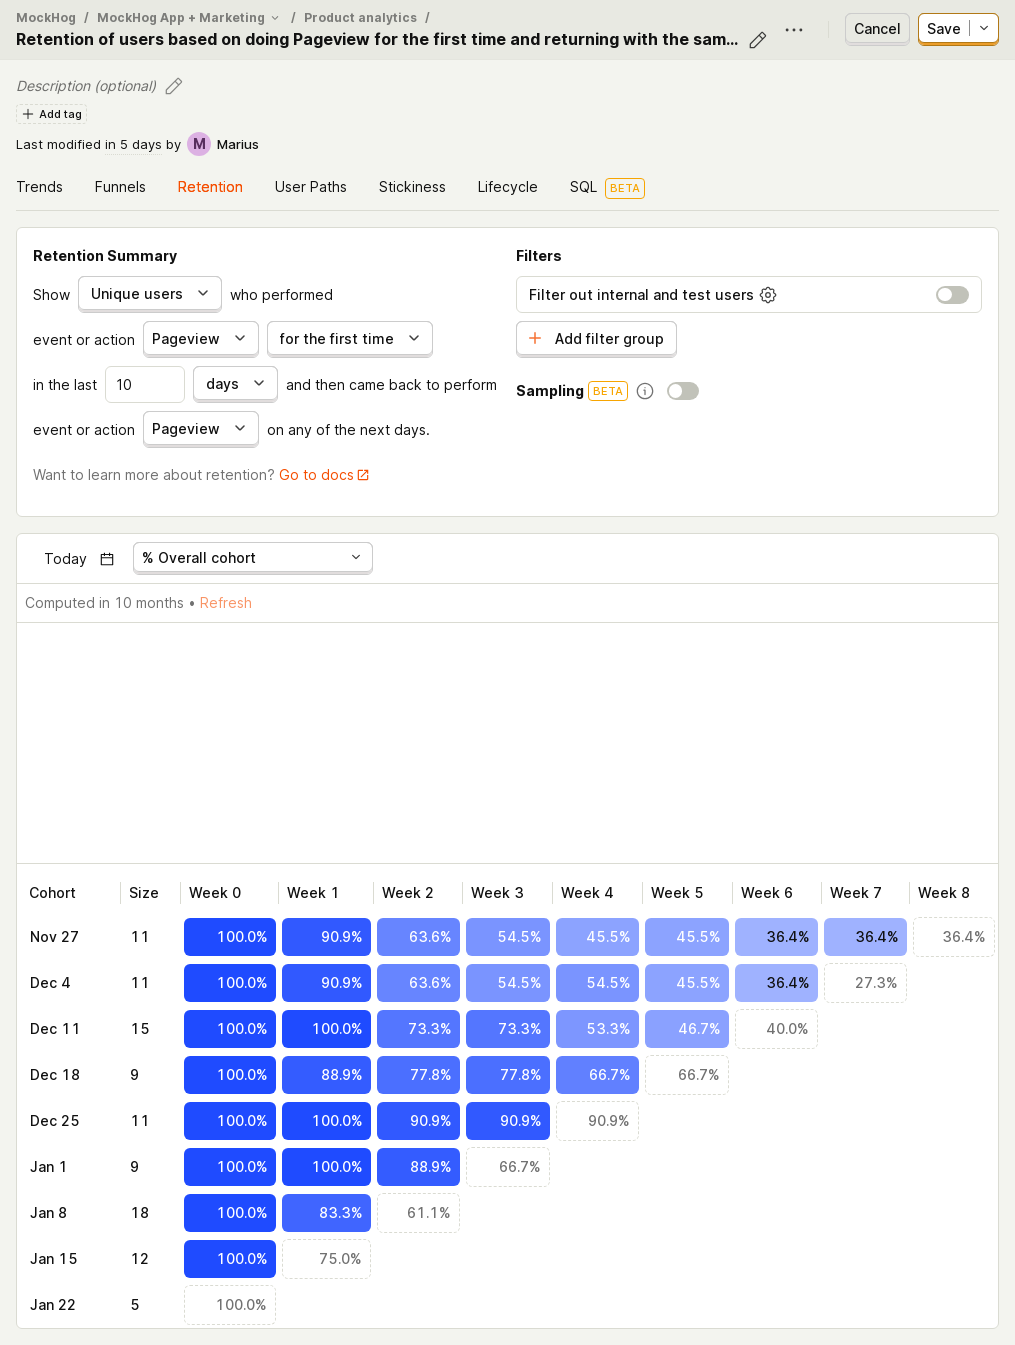 MockHog / MockHog App + Marketing / Product analytics /
Retention of users based on doing Pageview for the first time and returning with the sam...
Cancel
Save
Description (optional)
Add tag
Last modified in 5 days by M Marius
Trends Funnels Retention User Paths Stickiness Lifecycle SQL BETA
Retention Summary
Show Unique users who performed
event or action Pageview for the first time
in the last 10 days and then came back to perform
event or action Pageview on any of the next days.
Want to learn more about retention? Go to docs
Filters
Filter out internal and test users
Add filter group
Sampling BETA
Today % Overall cohort
Computed in 10 months • Refresh
Cohort Size Week 0 Week 1 Week 2 Week 3 Week 4 Week 5 Week 6 Week 7 Week 8
Nov 27 11 100.0% 90.9% 63.6% 54.5% 45.5% 45.5% 36.4% 36.4% 36.4%
Dec 4 11 100.0% 90.9% 63.6% 54.5% 54.5% 45.5% 36.4% 27.3%
Dec 11 15 100.0% 100.0% 73.3% 73.3% 53.3% 46.7% 40.0%
Dec 18 9 100.0% 88.9% 77.8% 77.8% 66.7% 66.7%
Dec 25 11 100.0% 100.0% 90.9% 90.9% 90.9%
Jan 1 9 100.0% 100.0% 88.9% 66.7%
Jan 8 18 100.0% 83.3% 61.1%
Jan 15 12 100.0% 75.0%
Jan 22 5 100.0%